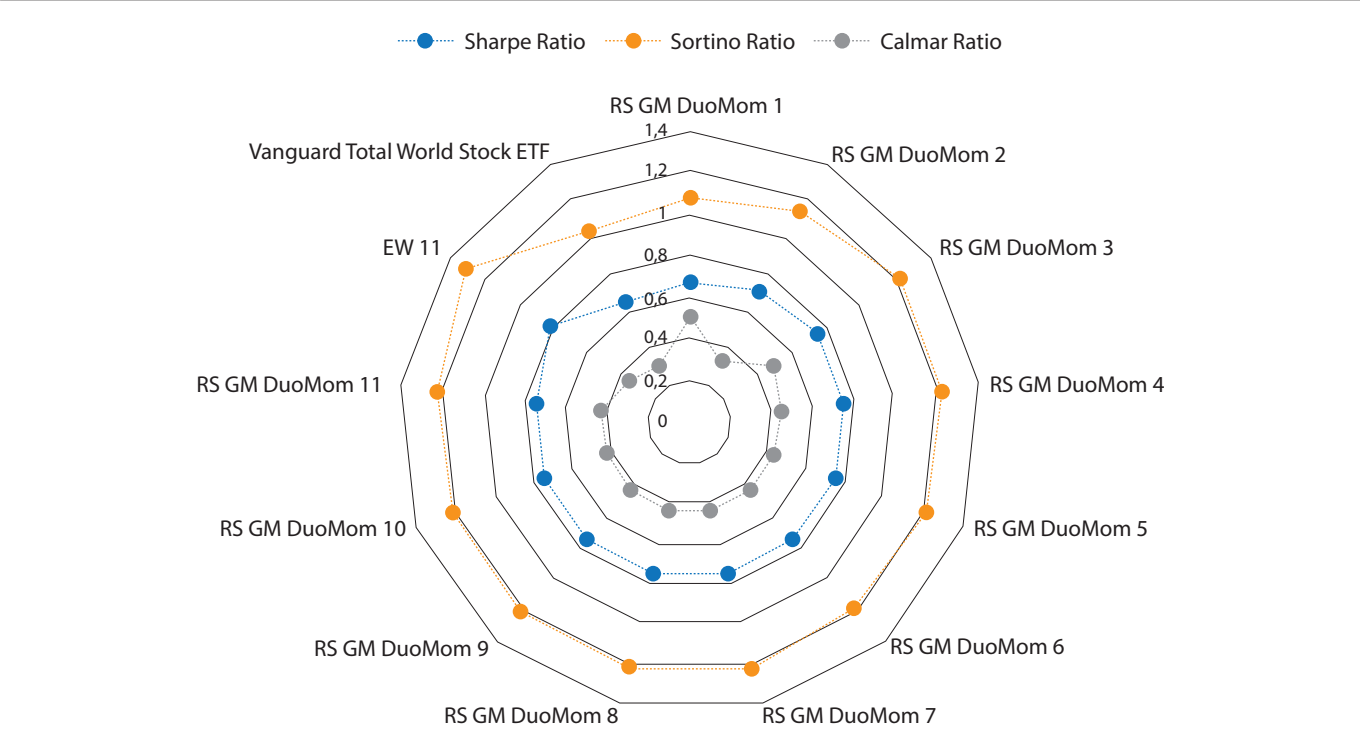 Sharpe Ratio Sortino Ratio Calmar Ratio
RS GM DuoMom 1
1,4
Vanguard Total World Stock ETF
RS GM DuoMom 2
1,2
1
EW 11
RS GM DuoMom 3
0,8
0,6
0,4
RS GM DuoMom 11
0,2
RS GM DuoMom 4
0
RS GM DuoMom 10
RS GM DuoMom 5
RS GM DuoMom 9
RS GM DuoMom 6
RS GM DuoMom 8
RS GM DuoMom 7